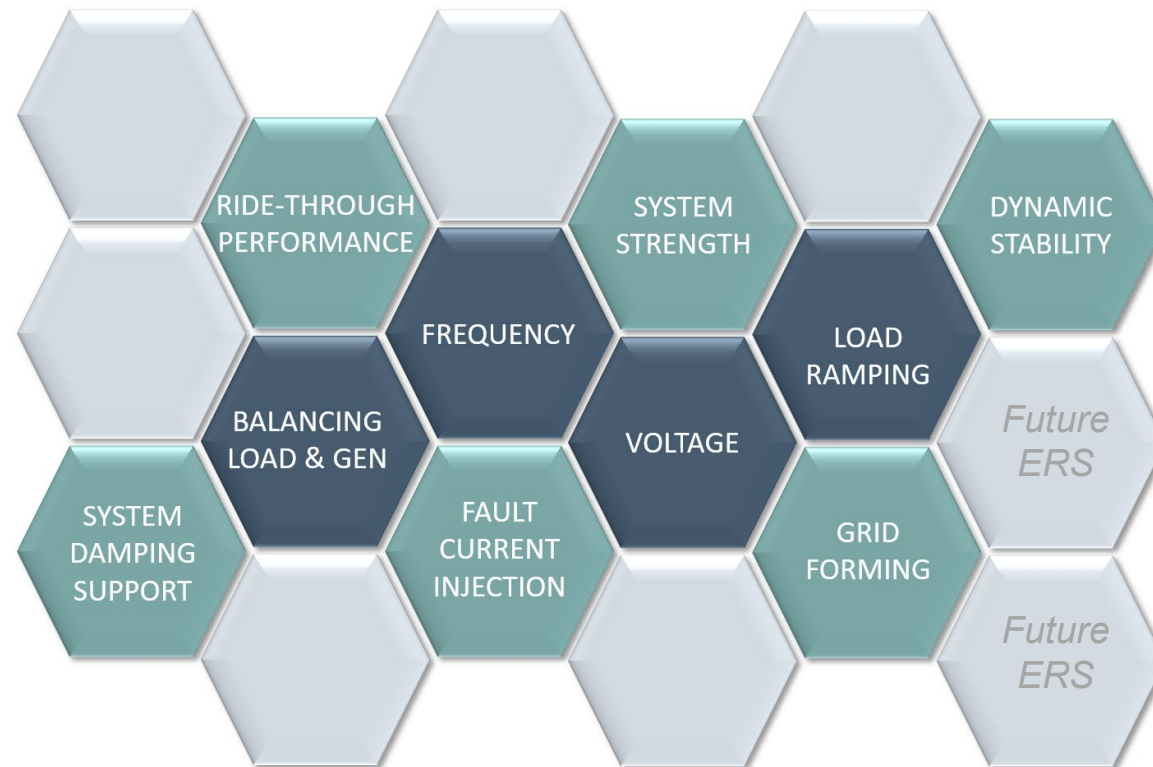 RIDE-THROUGH
PERFORMANCE
SYSTEM
STRENGTH
DYNAMIC
STABILITY
FREQUENCY
LOAD
RAMPING
BALANCING
LOAD & GEN
VOLTAGE
Future
ERS
SYSTEM
DAMPING
SUPPORT
FAULT
CURRENT
INJECTION
GRID
FORMING
Future
ERS